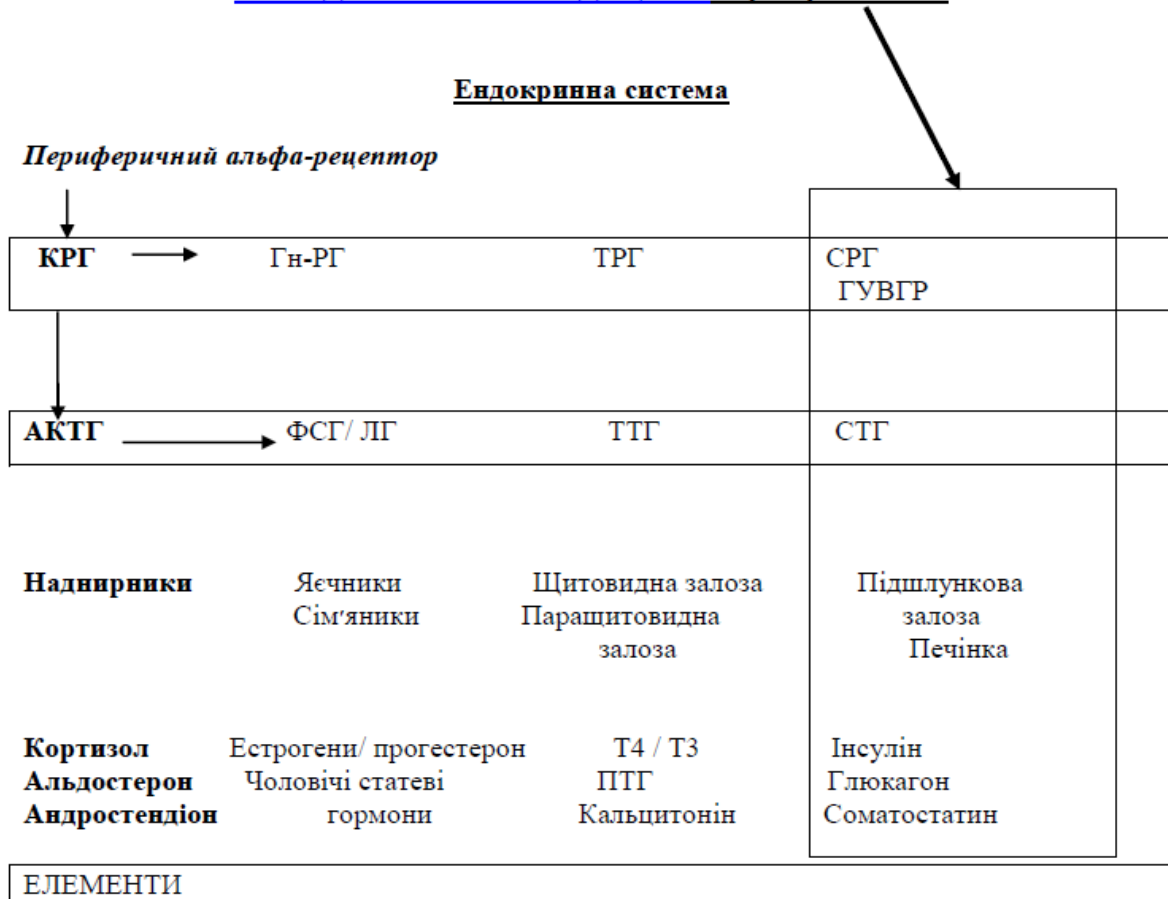 Ендокринна система
Периферичний альфа-рецептор
КРГ Гн-РГ ТРГ СРГ
ГУВГР
АКТГ ФСГ/ ЛГ ТТГ СТГ
Наднирники Яєчники Щитовидна залоза Підшлункова
Сім'яники Паращитовидна залоза
залоза Печінка
Кортизол Естрогени/ прогестерон Т4 / Т3 Інсулін
Альдостерон Чоловічі статеві ПТГ Глюкагон
Андростендіон гормони Кальцитонін Соматостатин
ЕЛЕМЕНТИ